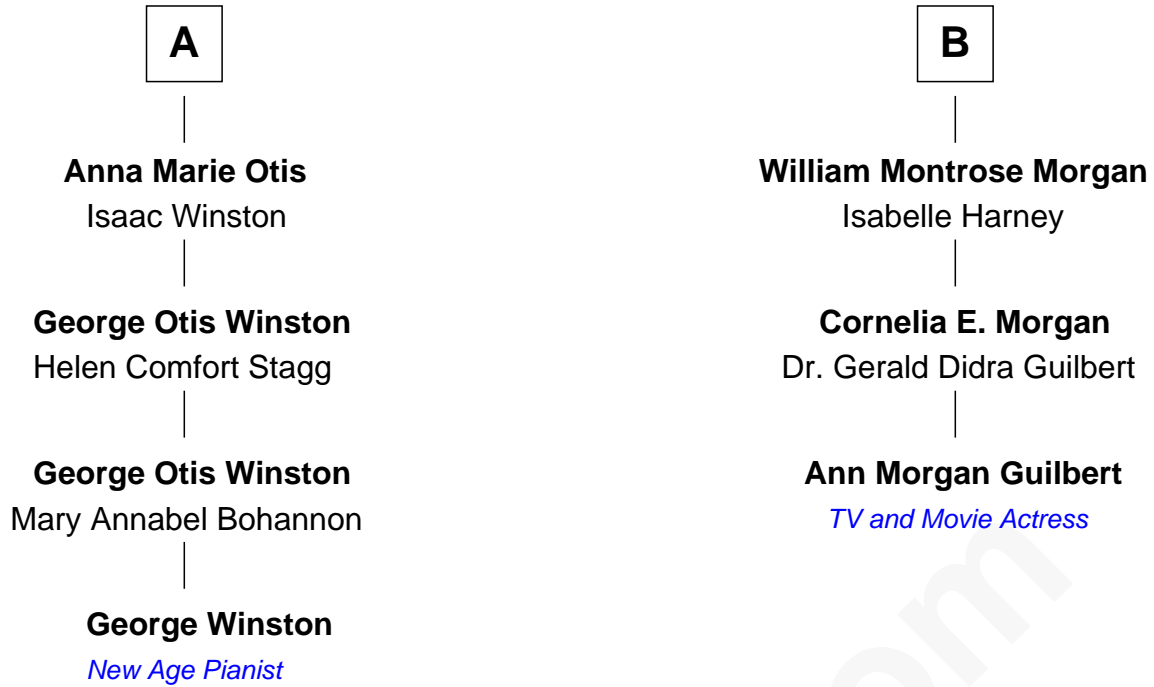 A
Anna Marie Otis
Isaac Winston
George Otis Winston
Helen Comfort Stagg
George Otis Winston
Mary Annabel Bohannon
George Winston
New Age Pianist
B
William Montrose Morgan
Isabelle Harney
Cornelia E. Morgan
Dr. Gerald Didra Guilbert
Ann Morgan Guilbert
TV and Movie Actress
om